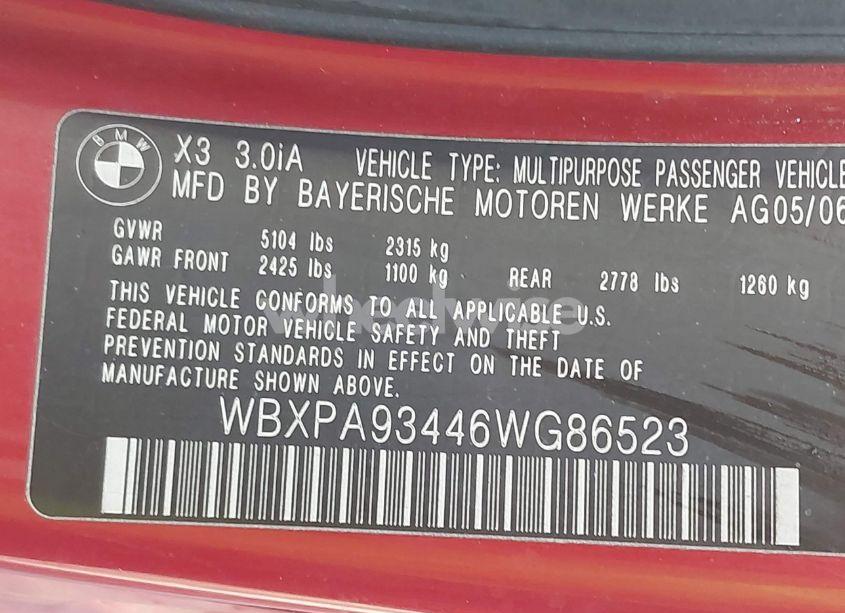 BMW
X3 3.0iA VEHICLE TYPE: MULTIPURPOSE PASSENGER VEHICLE
MFD BY BAYERISCHE MOTOREN WERKE AG05/06
GVWR 5104 lbs 2315 kg
GAWR FRONT 2425 lbs 1100 kg REAR 2778 lbs 1260 kg
THIS VEHICLE CONFORMS TO ALL APPLICABLE U.S.
FEDERAL MOTOR VEHICLE SAFETY AND THEFT
PREVENTION STANDARDS IN EFFECT ON THE DATE OF
MANUFACTURE SHOWN ABOVE.
WBXPA93446WG86523
wheelwise